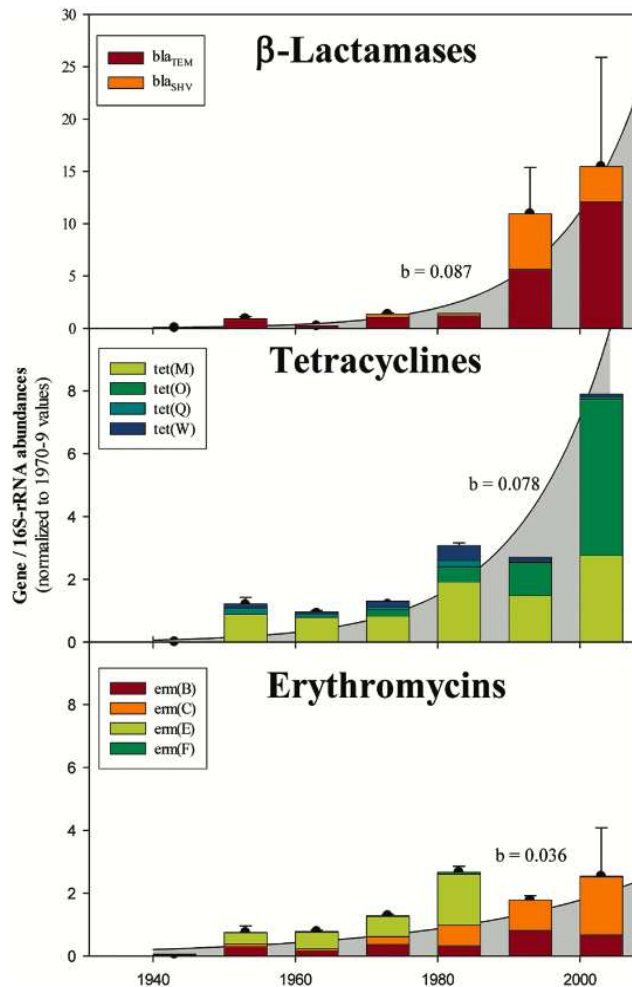 Gene / 16S-rRNA abundances
(normalized to 1970-9 values)
β-Lactamases
blaTEM
blaSHV
30
25
20
15
10
5
0
b = 0.087
Tetracyclines
tet(M)
tet(O)
tet(Q)
tet(W)
8
6
4
2
0
b = 0.078
Erythromycins
erm(B)
erm(C)
erm(E)
erm(F)
8
6
4
2
0
b = 0.036
1940 1960 1980 2000